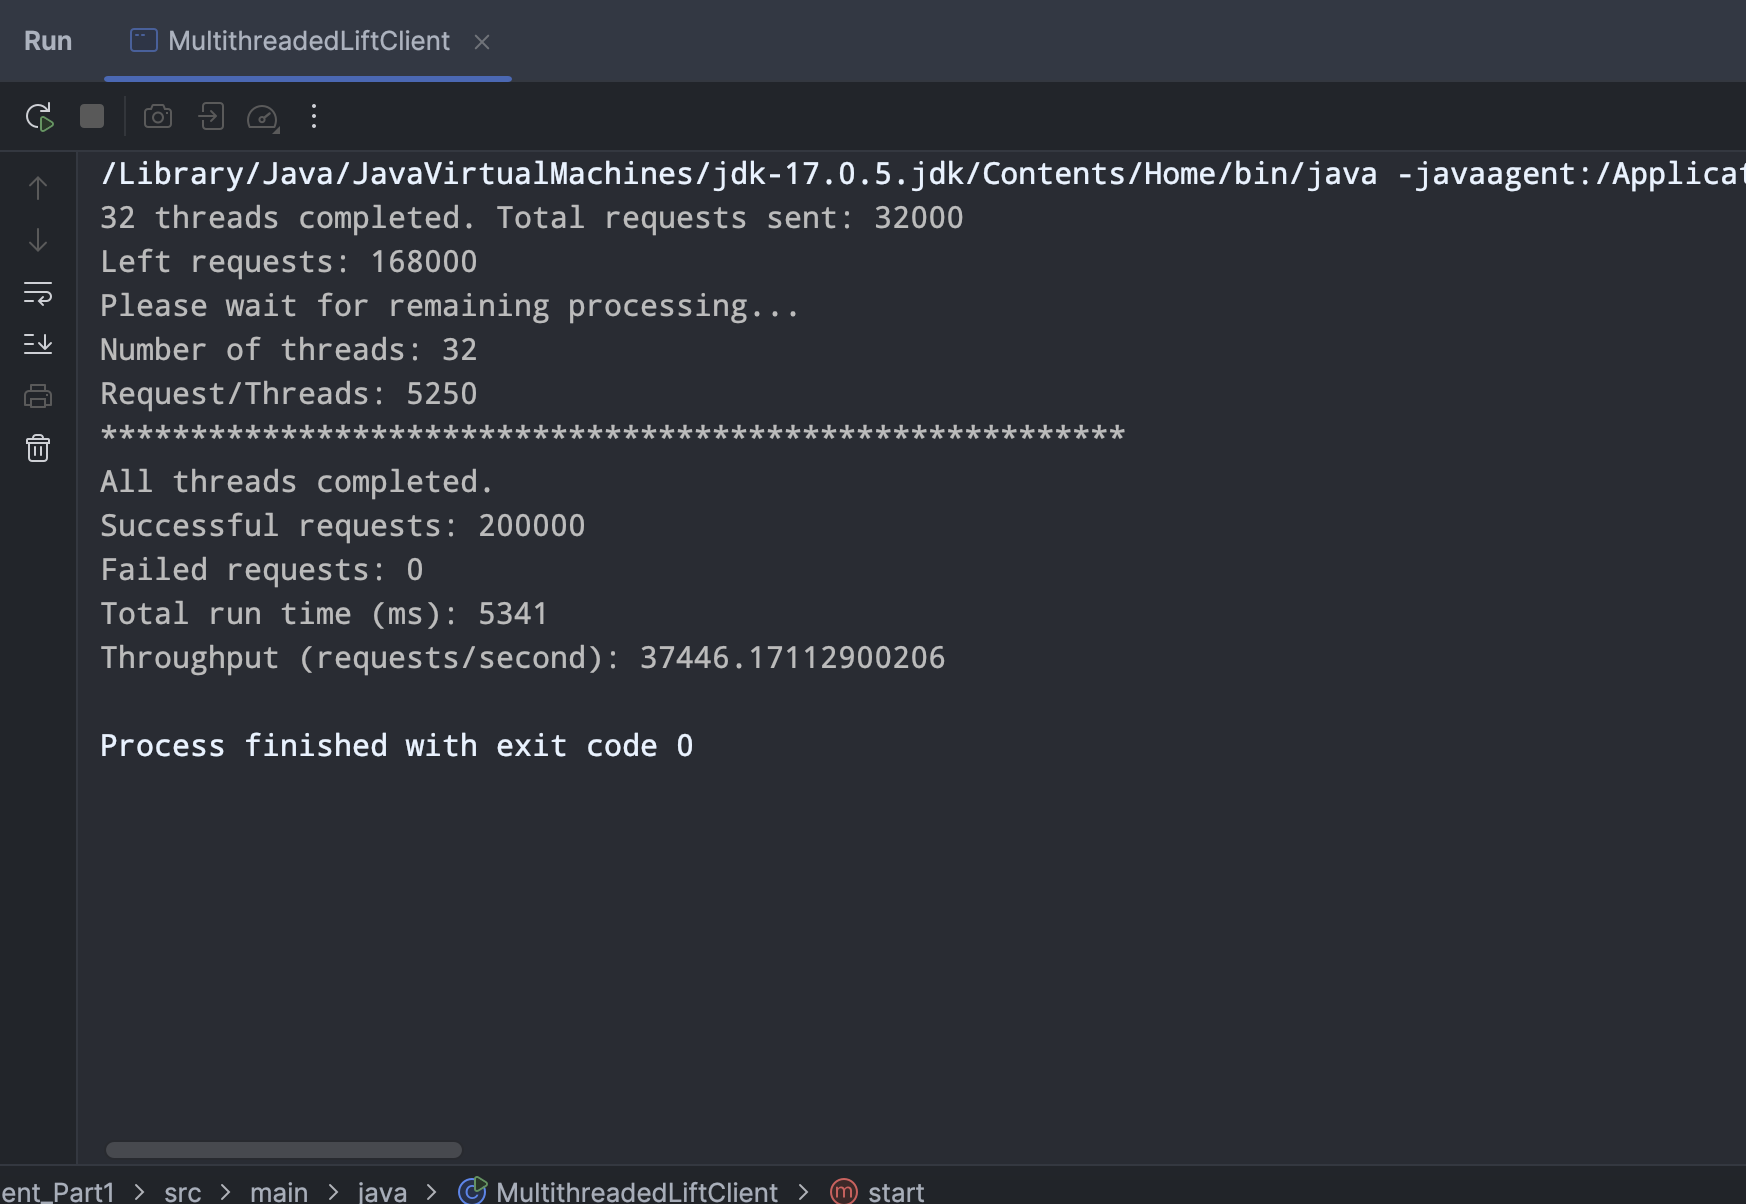 Run MultithreadedLiftClient
/Library/Java/JavaVirtualMachines/jdk-17.0.5.jdk/Contents/Home/bin/java -javaagent:/Applicat
32 threads completed. Total requests sent: 32000
Left requests: 168000
Please wait for remaining processing...
Number of threads: 32
Request/Threads: 5250
*********************************************************
All threads completed.
Successful requests: 200000
Failed requests: 0
Total run time (ms): 5341
Throughput (requests/second): 37446.17112900206
Process finished with exit code 0
ent_Part1 > src > main > java > MultithreadedLiftClient > m start